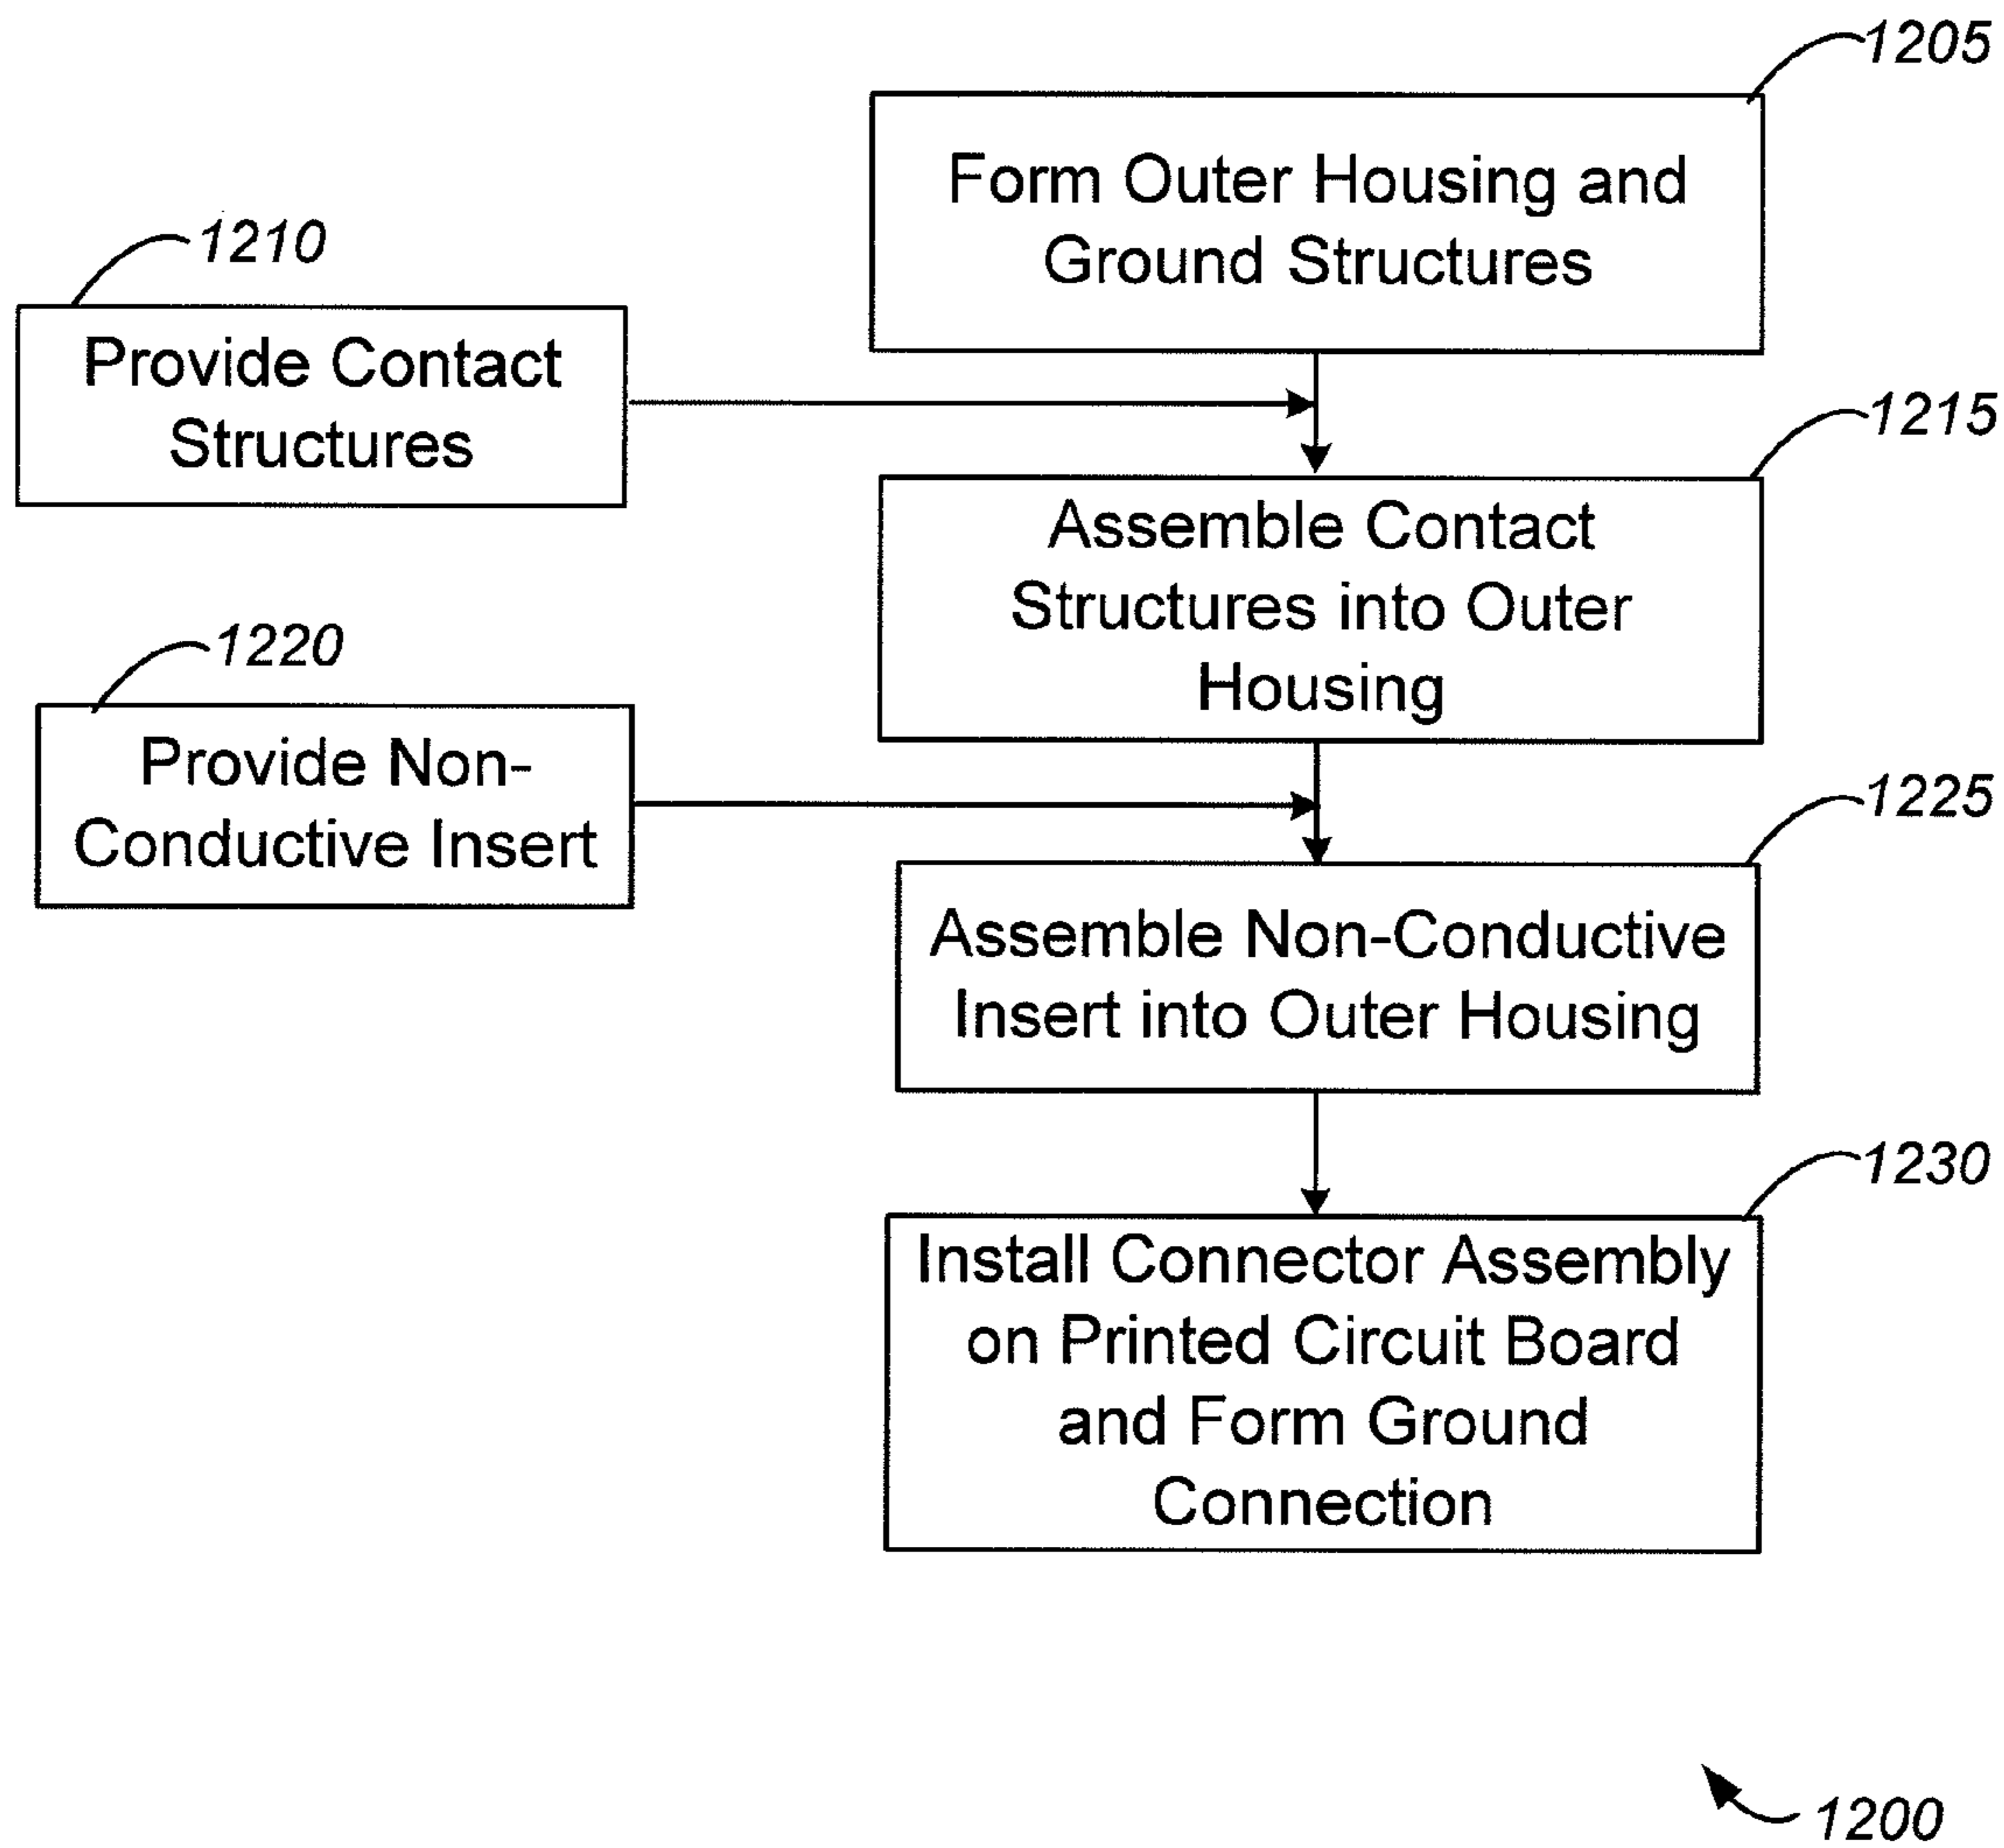 1205
Form Outer Housing and
Ground Structures
1210
Provide Contact
Structures
1215
Assemble Contact
Structures into Outer
Housing
1220
Provide Non-
Conductive Insert
1225
Assemble Non-Conductive
Insert into Outer Housing
1230
Install Connector Assembly
on Printed Circuit Board
and Form Ground
Connection
1200